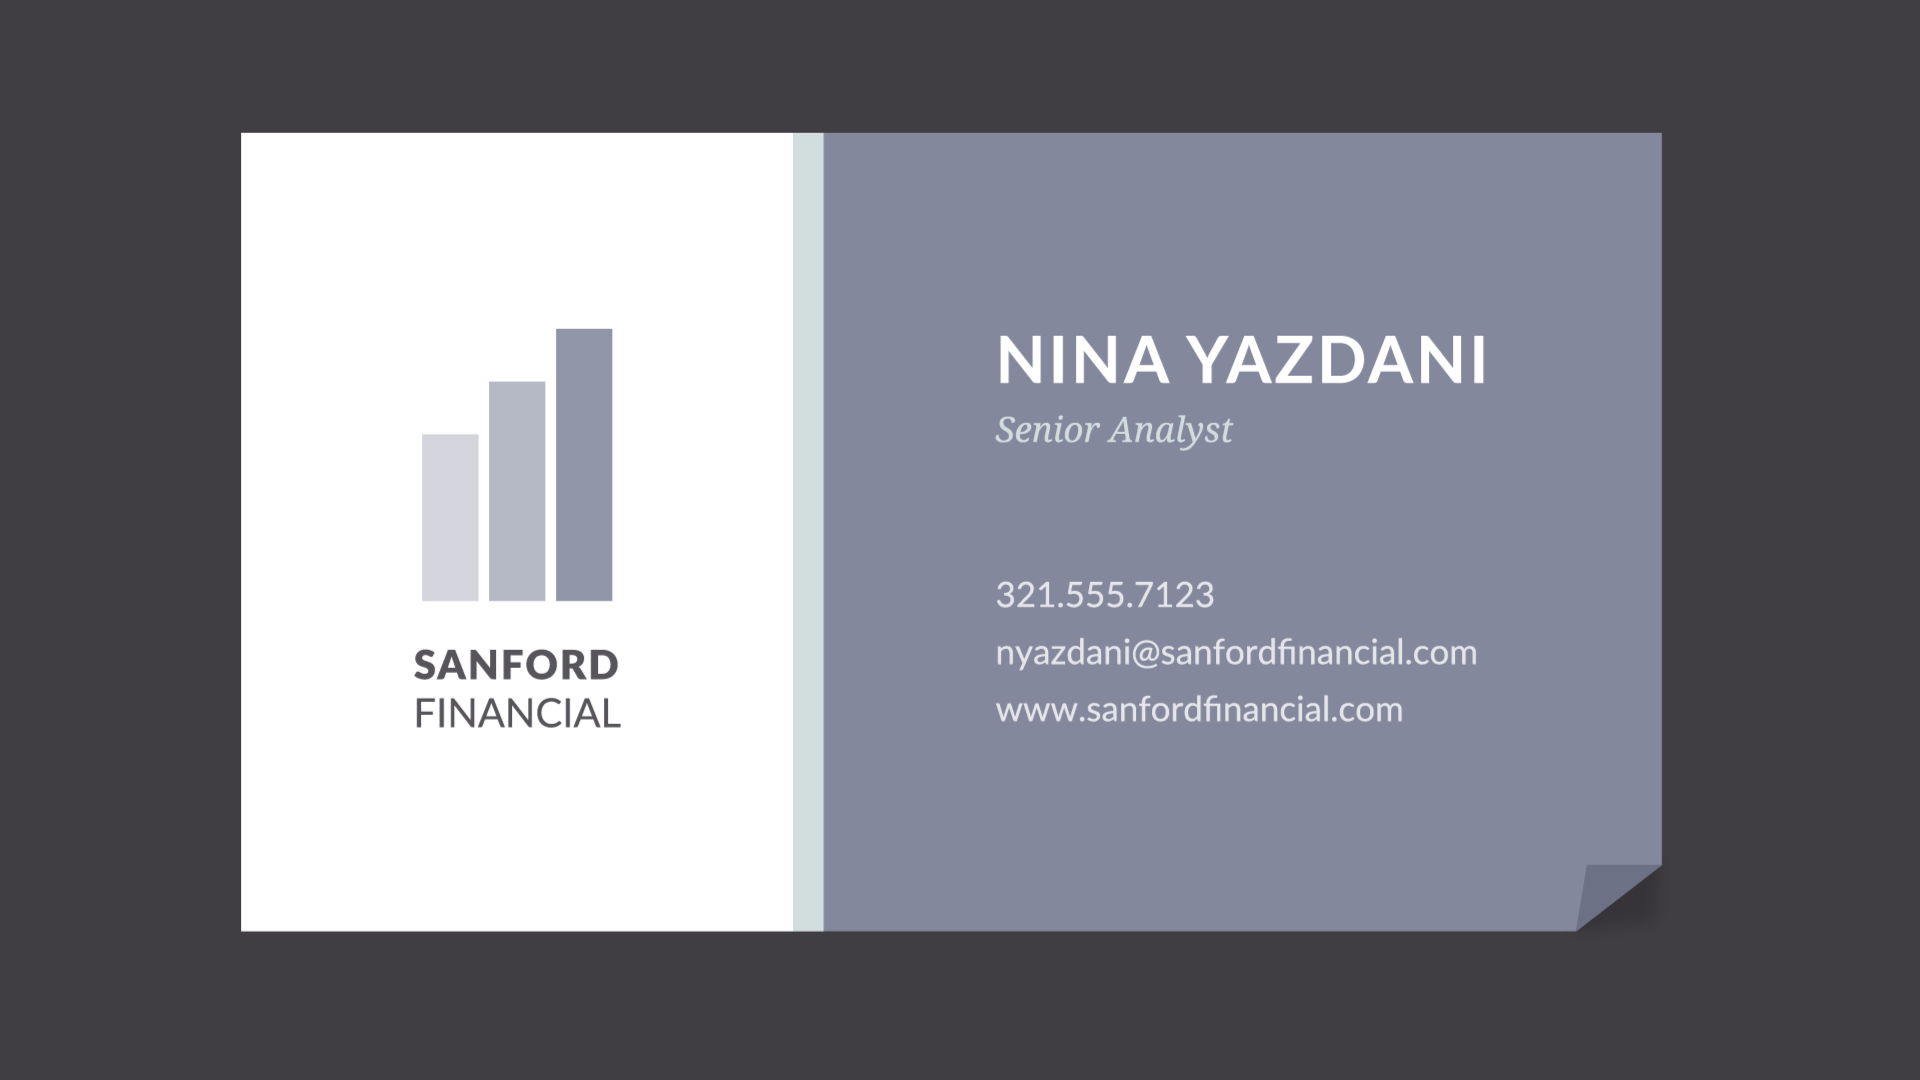 SANFORD
FINANCIAL
NINA YAZDANI
Senior Analyst
321.555.7123
nyazdani@sanfordfinancial.com
www.sanfordfinancial.com